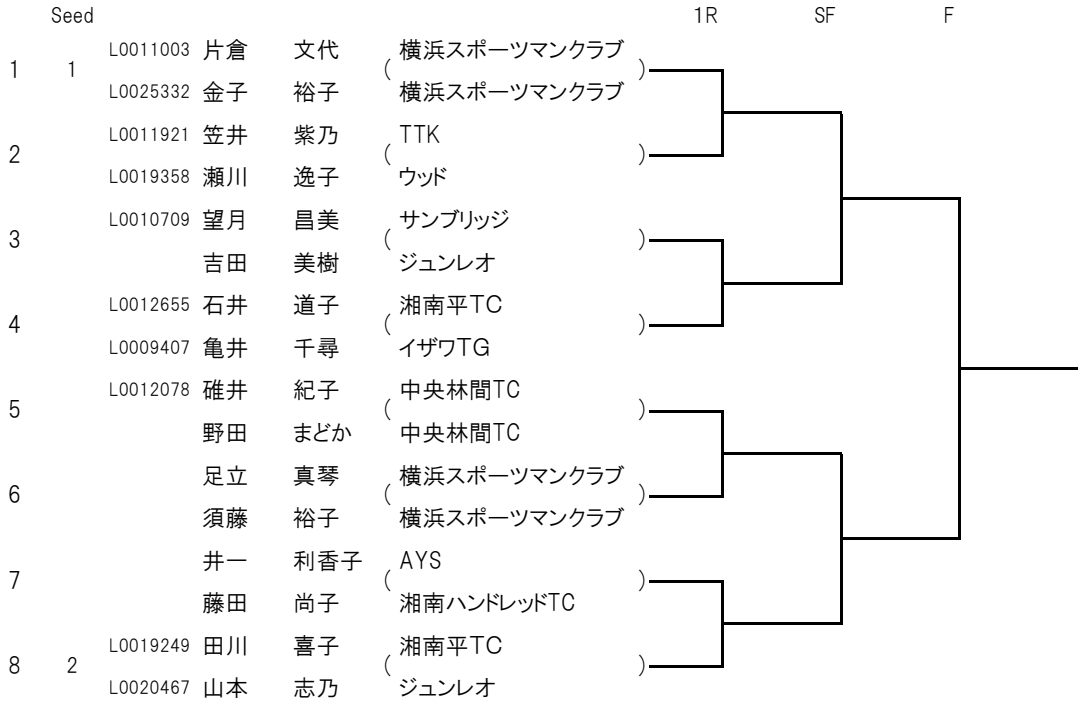 Seed 1R SF F
L0011003 片倉 文代 横浜スポーツマンクラブ
1 1 ( )
L0025332 金子 裕子 横浜スポーツマンクラブ
L0011921 笠井 紫乃 TTK
2 ( )
L0019358 瀬川 逸子 ウッド
L0010709 望月 昌美 サンブリッジ
3 ( )
吉田 美樹 ジュンレオ
L0012655 石井 道子 湘南平TC
4 ( )
L0009407 亀井 千尋 イザワTG
L0012078 碓井 紀子 中央林間TC
5 ( )
野田 まどか 中央林間TC
足立 真琴 横浜スポーツマンクラブ
6 ( )
須藤 裕子 横浜スポーツマンクラブ
井一 利香子 AYS
7 ( )
藤田 尚子 湘南ハンドレッドTC
L0019249 田川 喜子 湘南平TC
8 2 ( )
L0020467 山本 志乃 ジュンレオ